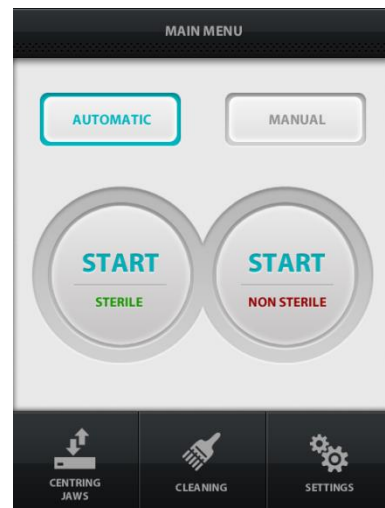 MAIN MENU
AUTOMATIC
MANUAL
START
STERILE
START
NON STERILE
CENTRING
JAWS
CLEANING
SETTINGS